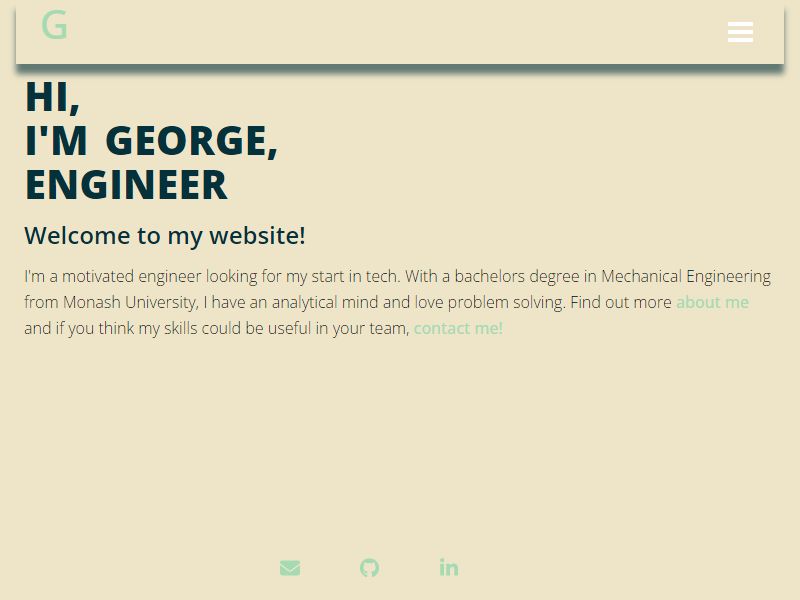 G
HI,
I'M GEORGE,
ENGINEER
Welcome to my website!
I'm a motivated engineer looking for my start in tech. With a bachelors degree in Mechanical Engineering
from Monash University, I have an analytical mind and love problem solving. Find out more about me
and if you think my skills could be useful in your team, contact me!
in